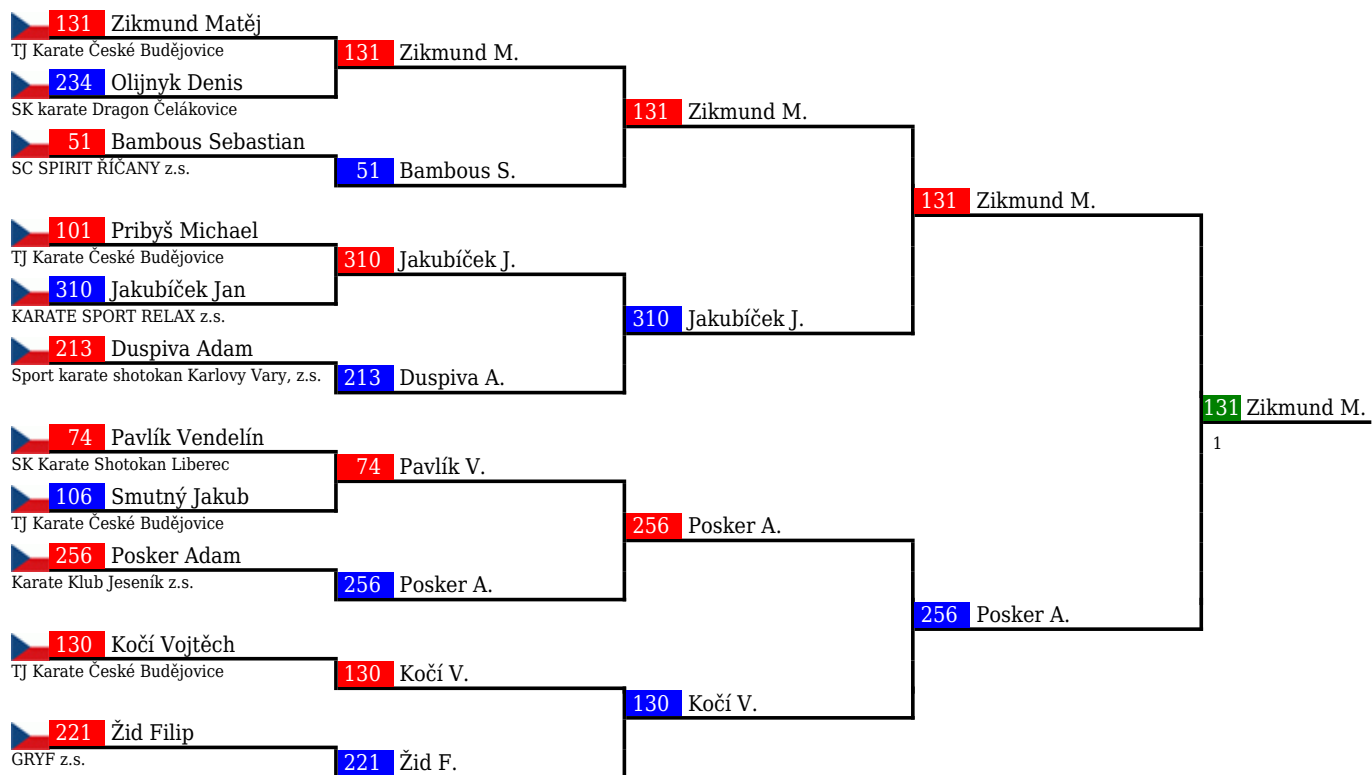 131 Zikmund Matěj
TJ Karate České Budějovice
234 Olijnyk Denis
SK karate Dragon Čelákovice
51 Bambous Sebastian
SC SPIRIT ŘÍČANY z.s.
101 Pribyš Michael
TJ Karate České Budějovice
310 Jakubíček Jan
KARATE SPORT RELAX z.s.
213 Duspiva Adam
Sport karate shotokan Karlovy Vary, z.s.
74 Pavlík Vendelín
SK Karate Shotokan Liberec
106 Smutný Jakub
TJ Karate České Budějovice
256 Posker Adam
Karate Klub Jeseník z.s.
130 Kočí Vojtěch
TJ Karate České Budějovice
221 Žid Filip
GRYF z.s.
131 Zikmund M.
51 Bambous S.
310 Jakubíček J.
213 Duspiva A.
74 Pavlík V.
256 Posker A.
130 Kočí V.
221 Žid F.
131 Zikmund M.
310 Jakubíček J.
256 Posker A.
130 Kočí V.
131 Zikmund M.
256 Posker A.
131 Zikmund M.
1